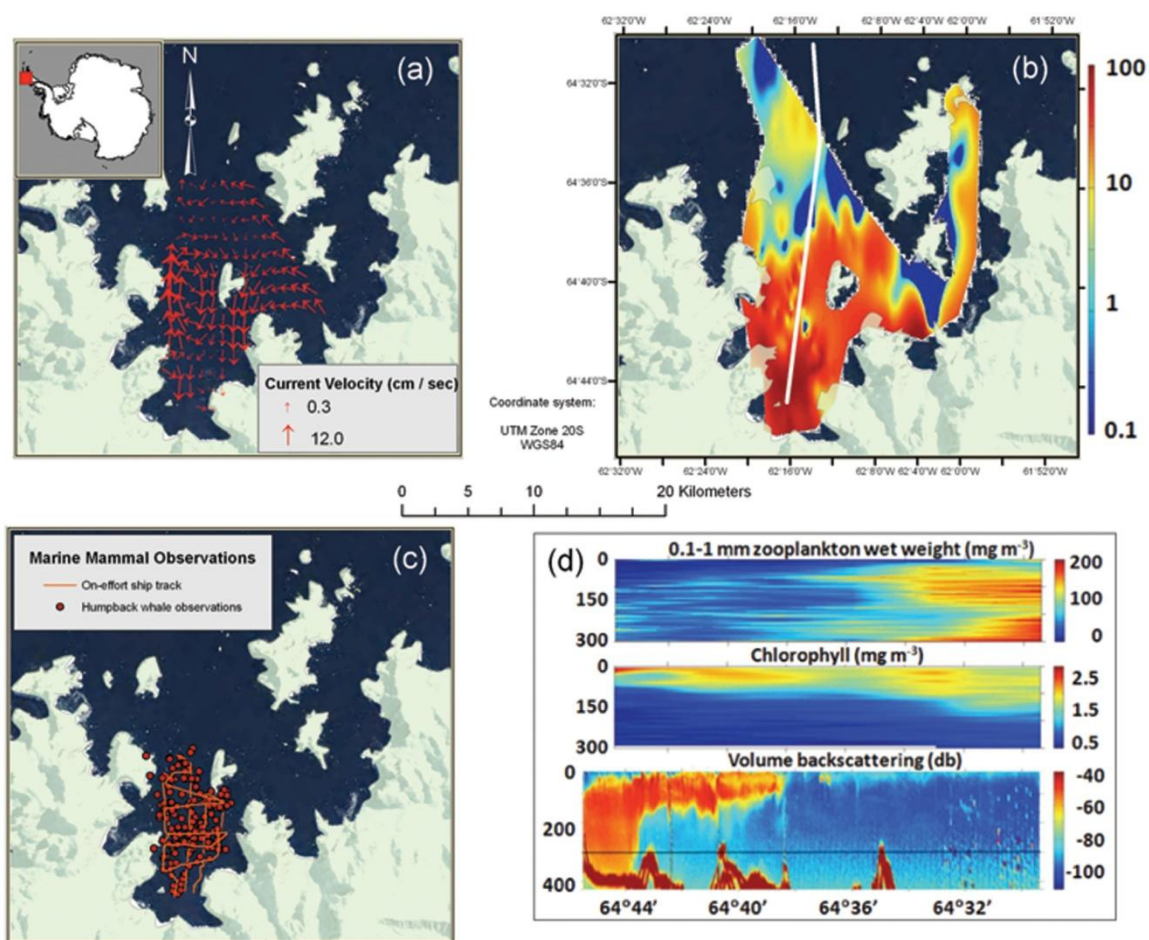 (a)
N
Current Velocity (cm / sec)
0.3
12.0
62°32'0"W 62°24'0"W 62°16'0"W 62°8'0"W 62°4'0"W 62°0'0"W 61°52'0"W
(b)
64°32'0"S
64°36'0"S
64°40'0"S
64°44'0"S
100
10
1
0.1
Coordinate system:
UTM Zone 20S
WGS84
62°32'0"W 62°24'0"W 62°16'0"W 62°8'0"W 62°4'0"W 62°0'0"W 61°52'0"W
0 5 10 20 Kilometers
(c)
Marine Mammal Observations
On-effort ship track
Humpback whale observations
(d)
0.1-1 mm zooplankton wet weight (mg m⁻³)
0
150
300
200
100
0
Chlorophyll (mg m⁻³)
0
150
300
2.5
1.5
0.5
Volume backscattering (db)
0
200
400
-40
-60
-80
-100
64°44' 64°40' 64°36' 64°32'